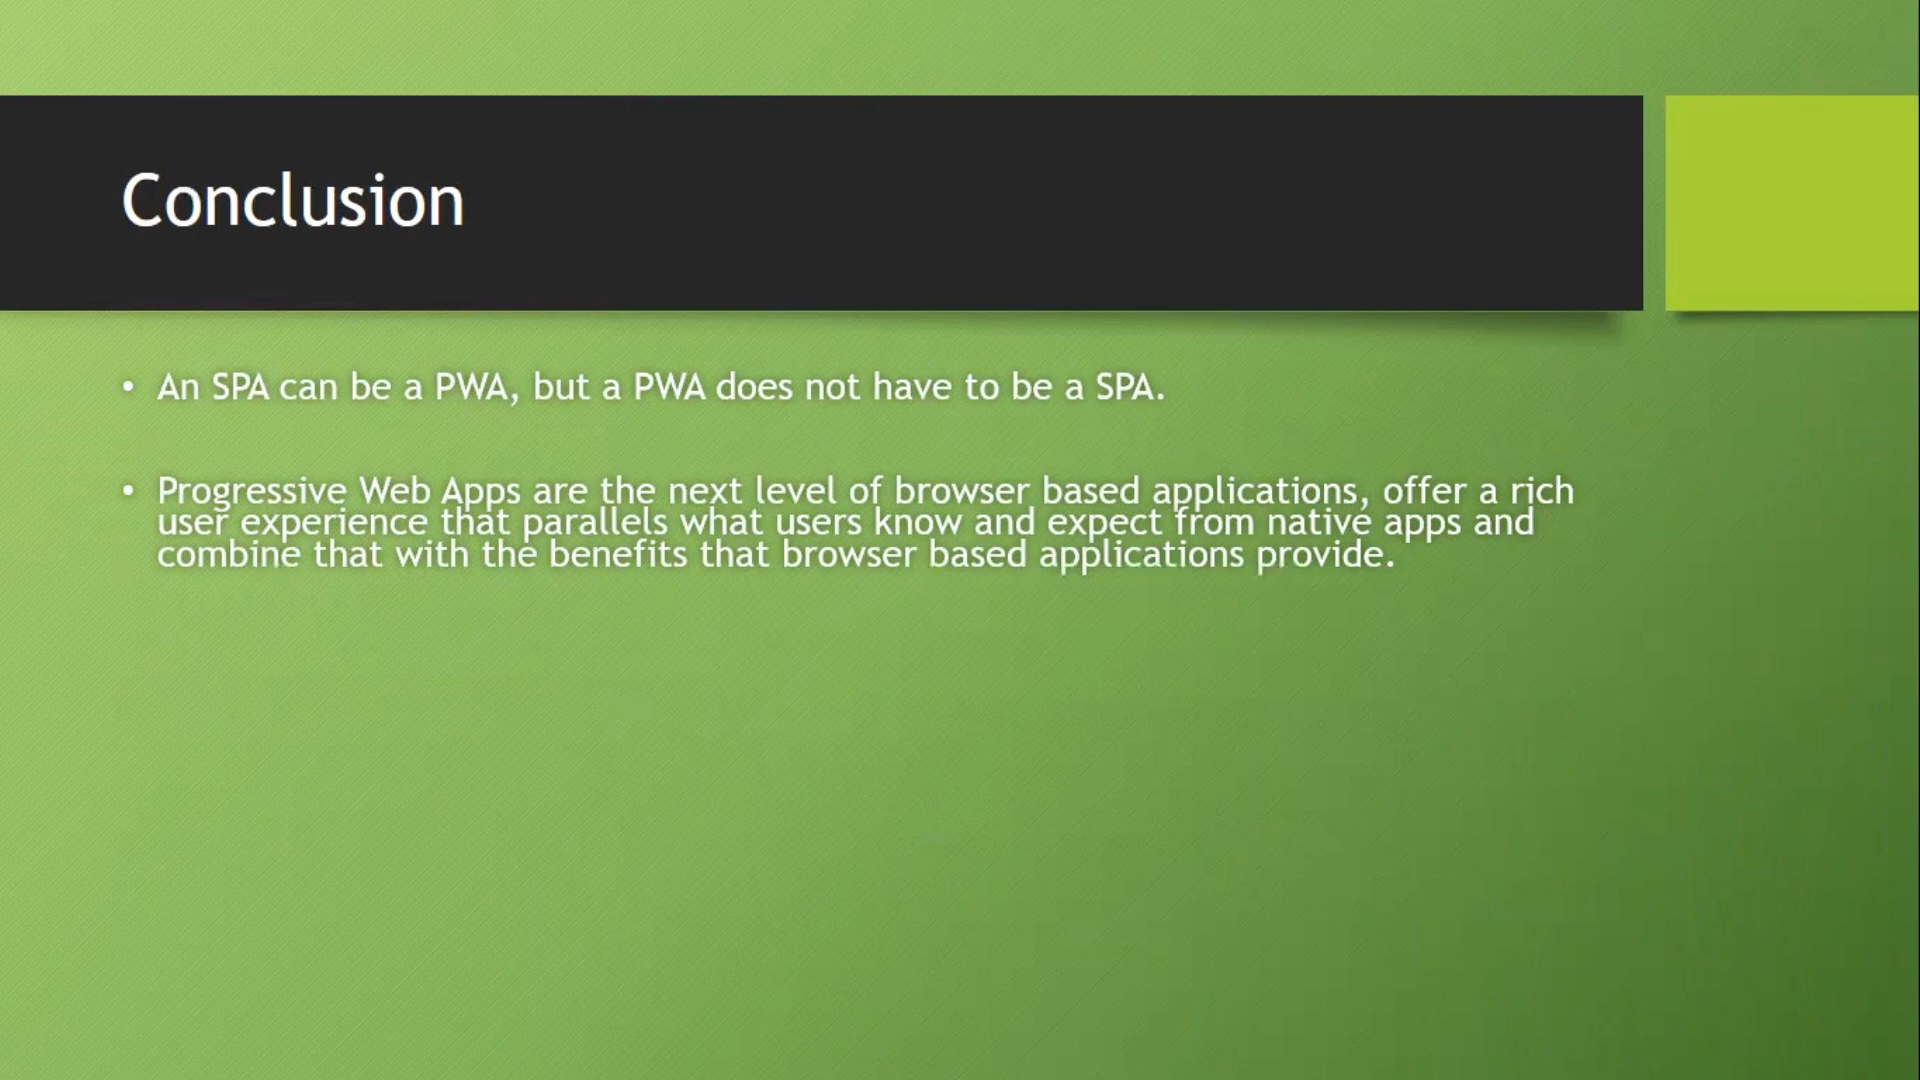 Conclusion
• An SPA can be a PWA, but a PWA does not have to be a SPA.
• Progressive Web Apps are the next level of browser based applications, offer a rich
user experience that parallels what users know and expect from native apps and
combine that with the benefits that browser based applications provide.